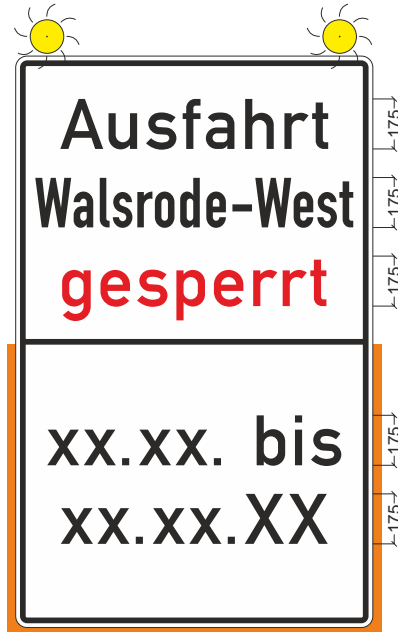 Ausfahrt
Walsrode-West
gesperrt
xx.xx. bis
xx.xx.XX
175
175
175
175
175